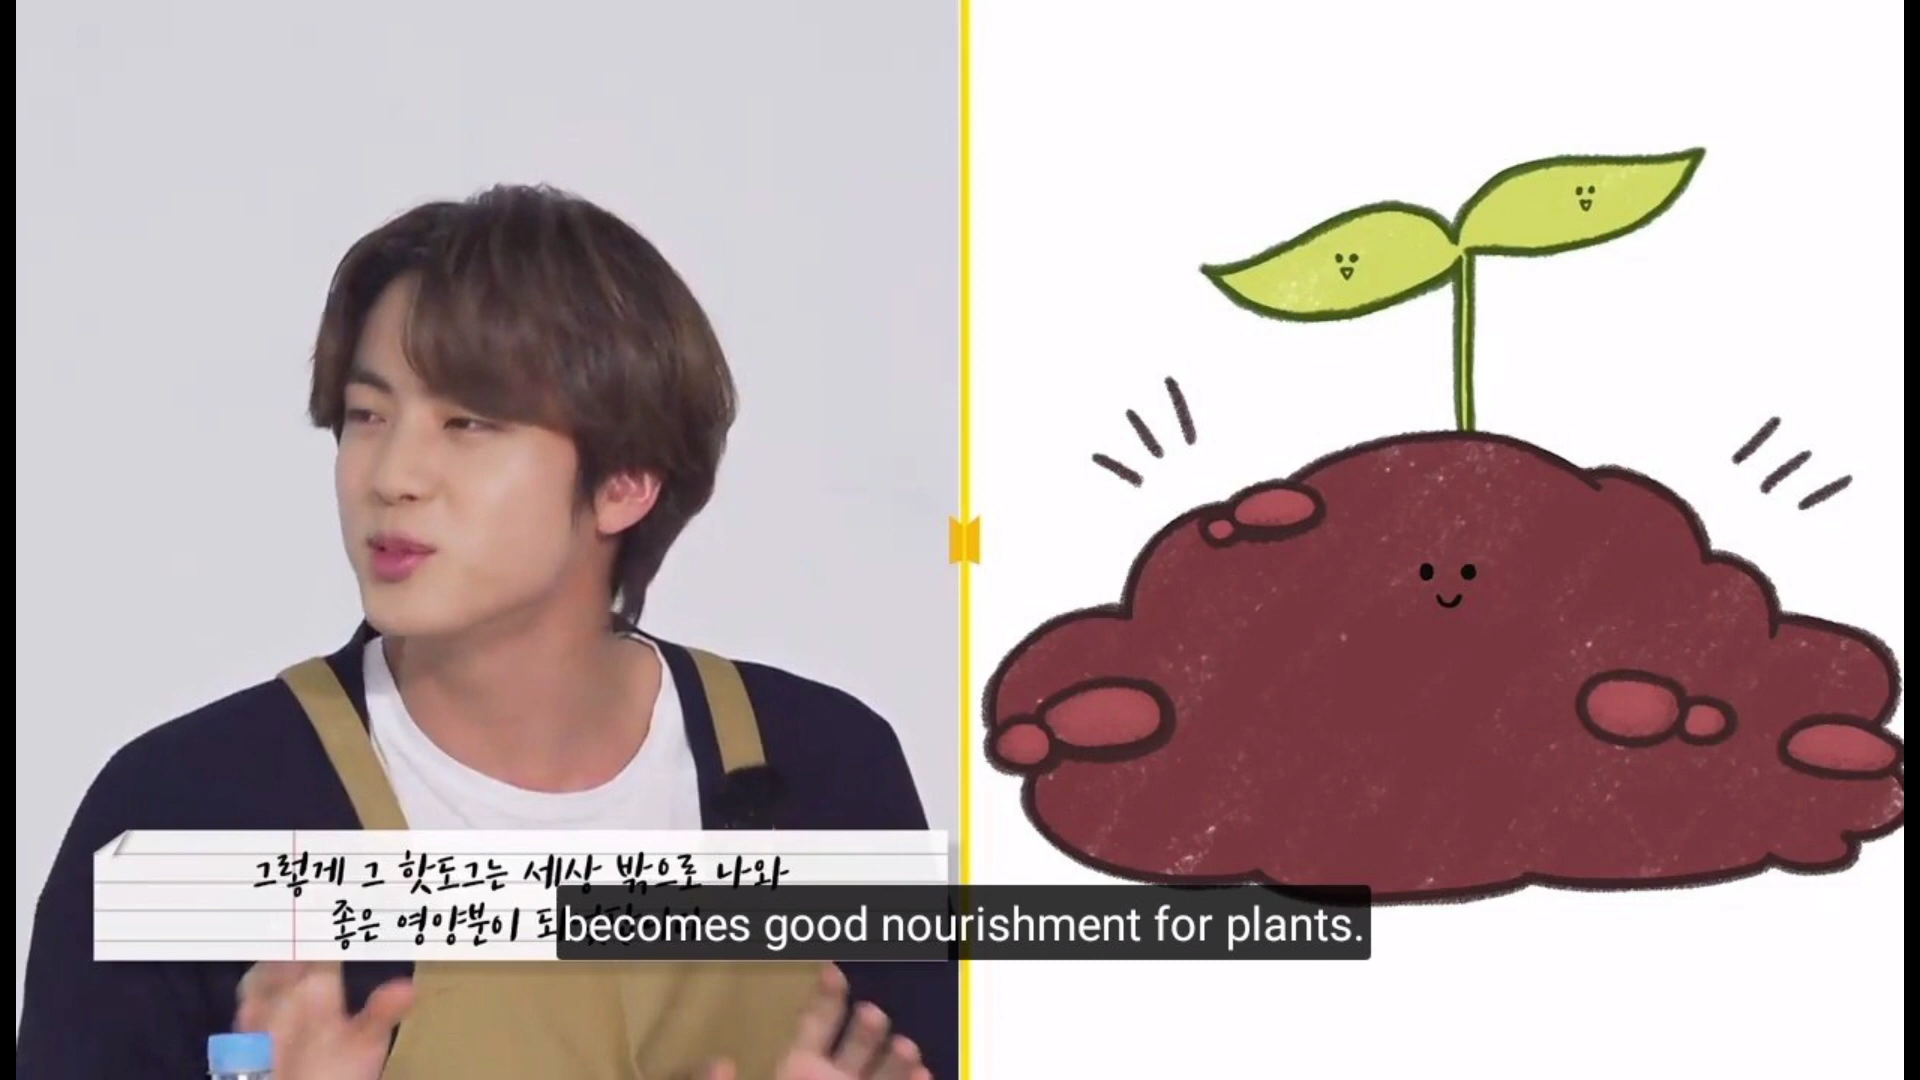 그렇게 그 핫도그는 세상 밖으로 나와
좋은 영양분이
becomes good nourishment for plants.